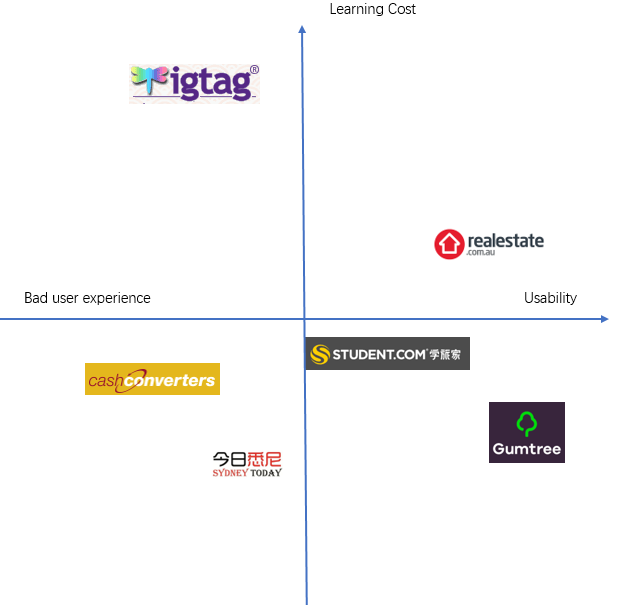 Learning Cost
igtag®
realestate
.com.au
Bad user experience
Usability
STUDENT.COM 学旅家
cashconverters
Gumtree
今日悉尼
SYDNEY TODAY